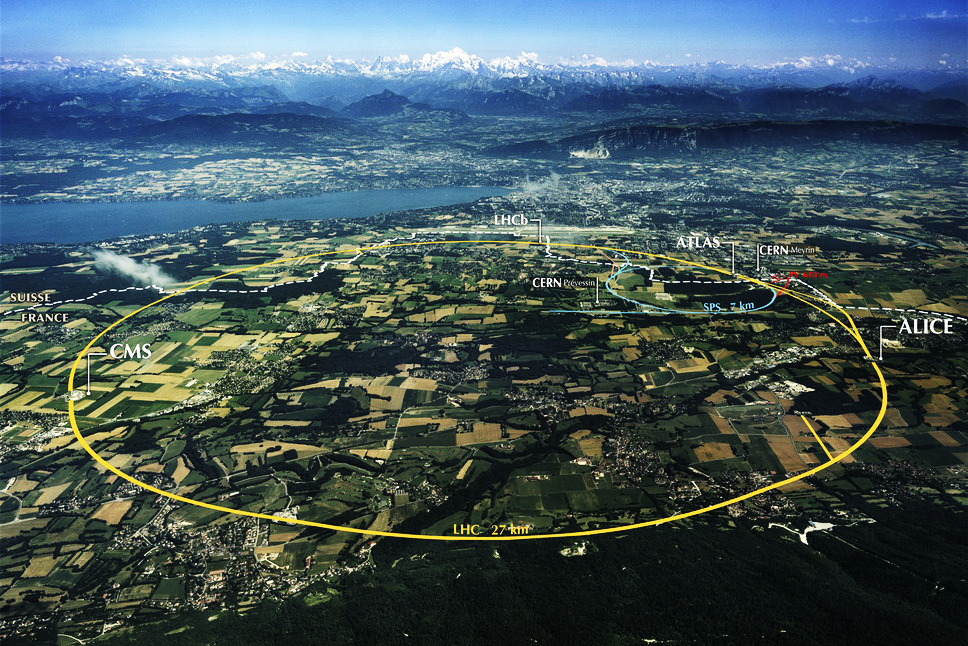 LHCb
ATLAS
CERN Meyrin
CERN Prévessin
SUISSE
FRANCE
SPS 7 km
ALICE
CMS
LHC 27 km